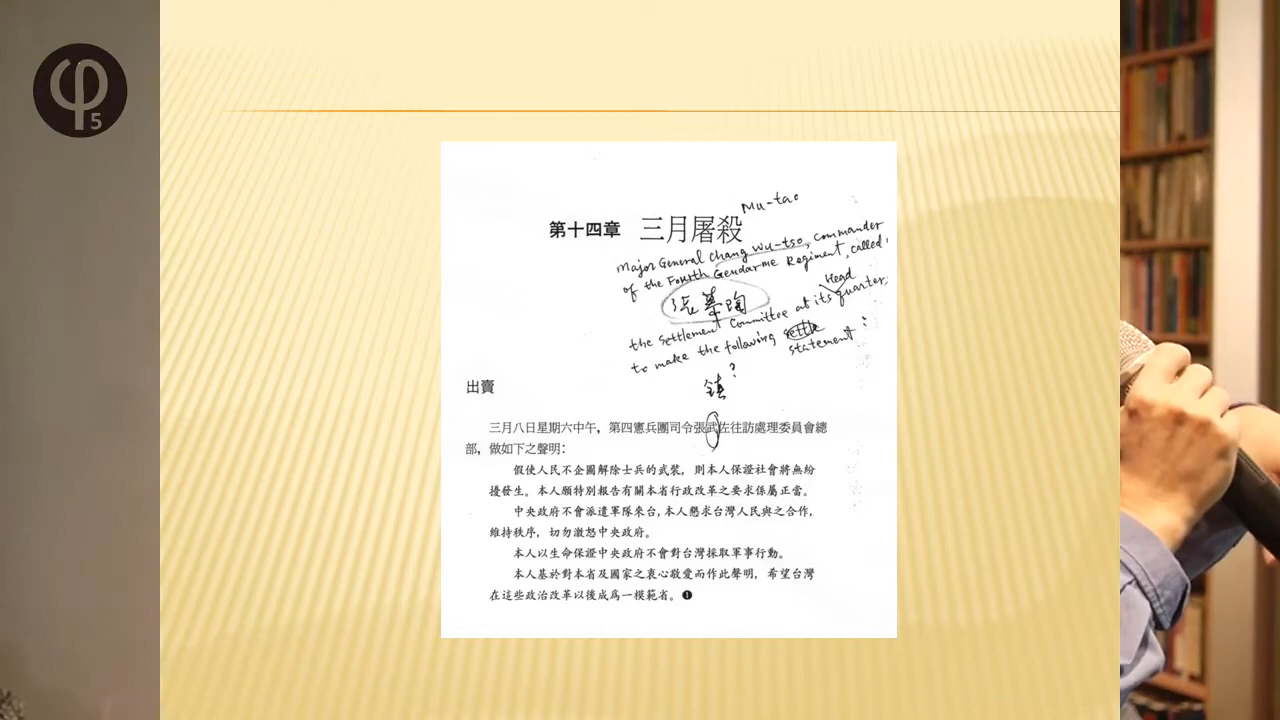 φ5
Mu-tao
第十四章 三月屠殺
Major General Chang Wu-tso, Commander
of the Fourth Gendarme Regiment, called
張慕陶
Head
the Settlement Committee at its quarter
to make the following settle
statement:
鎮?
出賣
三月八日星期六中午，第四憲兵團司令張武佐往訪處理委員會總
部，做如下之聲明：
假使人民不企圖解除士兵的武裝，則本人保證社會將無紛
擾發生。本人願特別報告有關本省行政改革之要求係屬正當。
中央政府不會派遣軍隊來台，本人懇求台灣人民與之合作，
維持秩序，切勿激怒中央政府。
本人以生命保證中央政府不會對台灣採取軍事行動。
本人基於對本省及國家之衷心敬愛而作此聲明，希望台灣
在這些政治改革以後成爲一模範省。❶